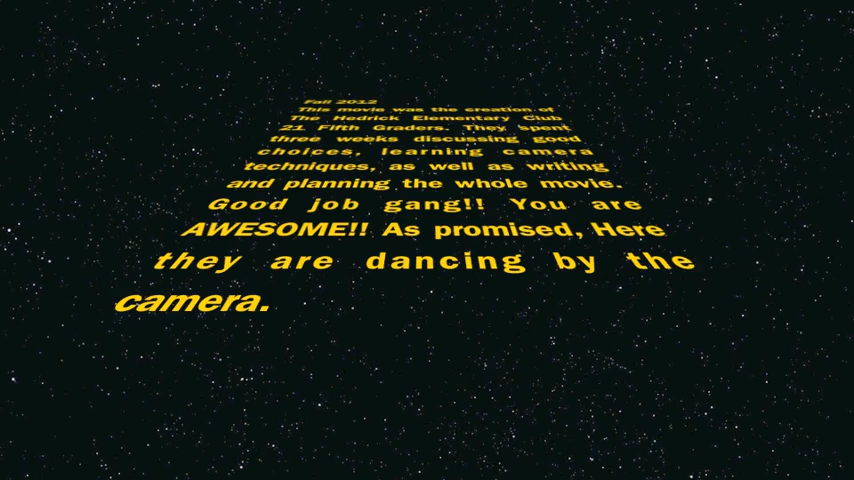 Fall 2012
This movie was the creation of
The Hedrick Elementary Club
21 Fifth Graders. They spent
three weeks discussing good
choices, learning camera
techniques, as well as writing
and planning the whole movie.
Good job gang!! You are
AWESOME!! As promised, Here
they are dancing by the
camera.